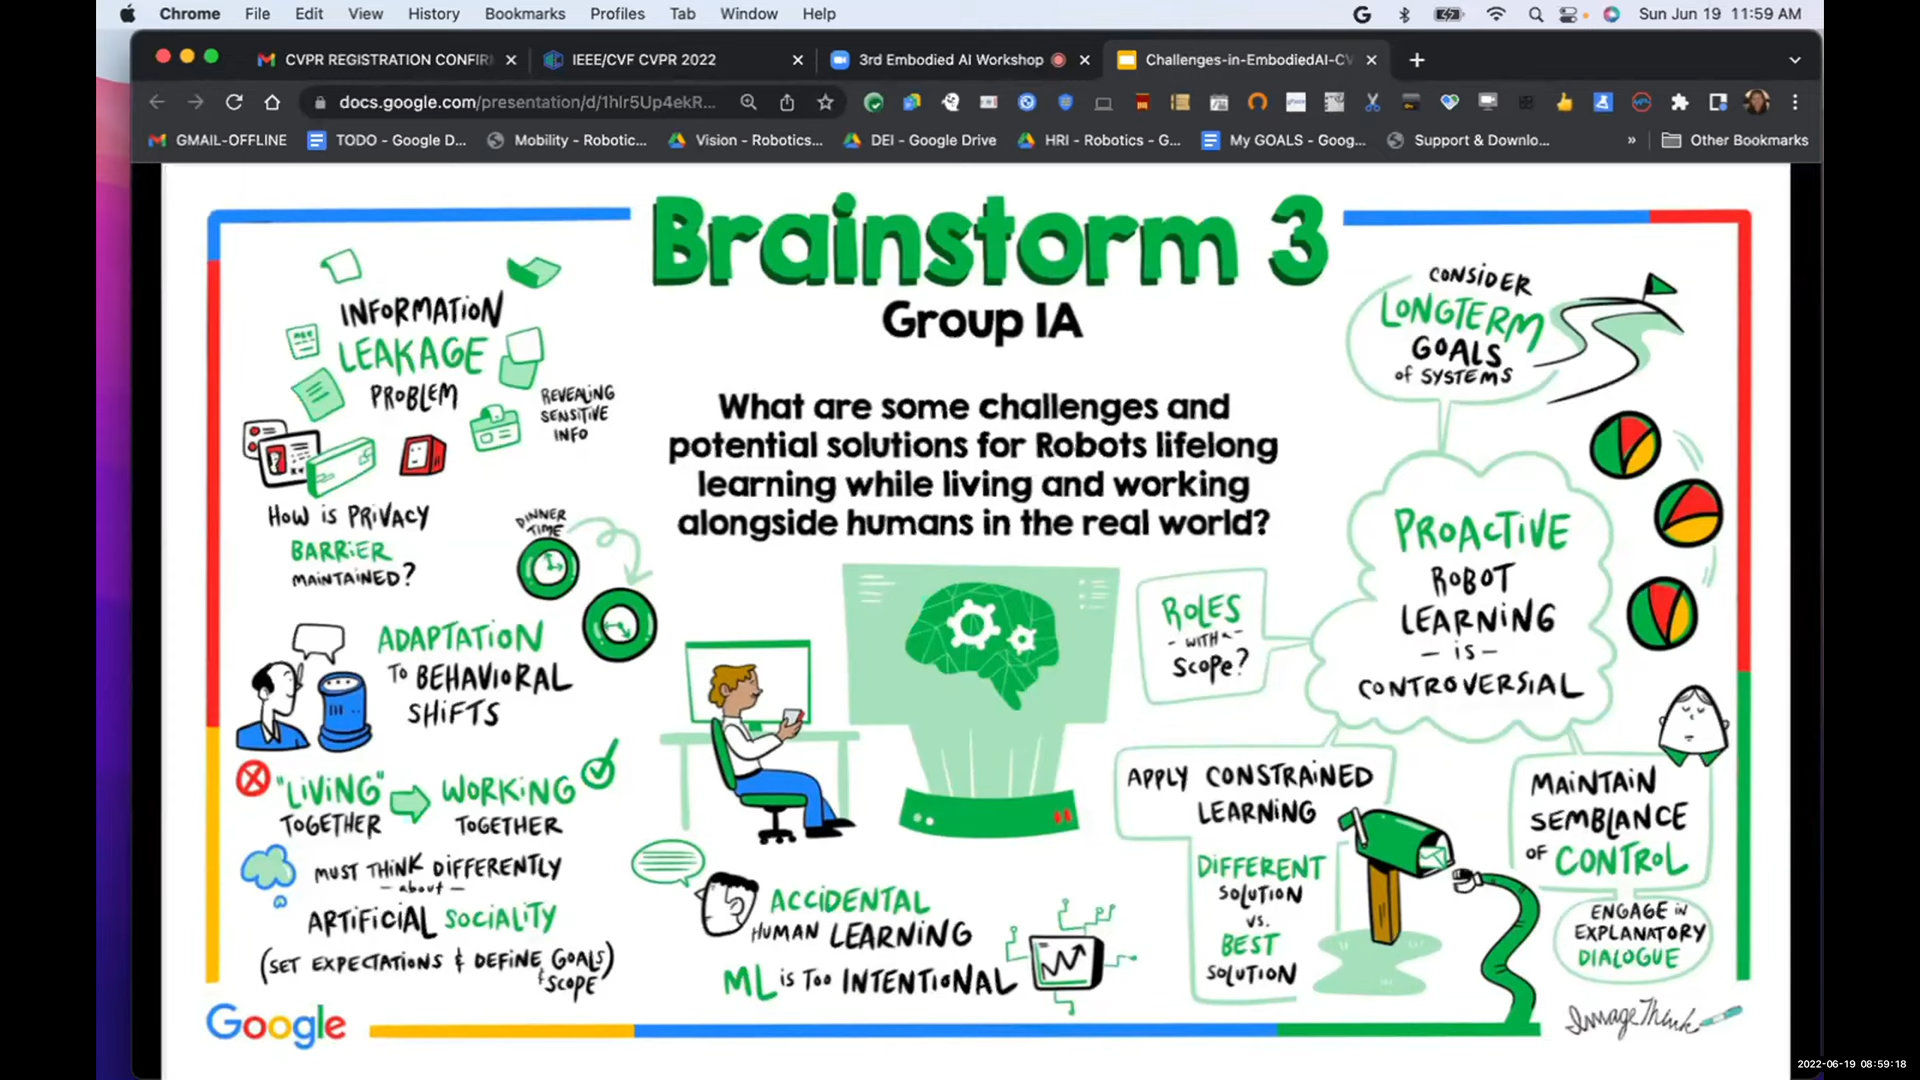 Chrome File Edit View History Bookmarks Profiles Tab Window Help
Sun Jun 19 11:59 AM
CVPR REGISTRATION CONFIR
IEEE/CVF CVPR 2022
3rd Embodied AI Workshop
Challenges-in-EmbodiedAI-CV
docs.google.com/presentation/d/1hlr5Up4ekR...
GMAIL-OFFLINE
TODO - Google D...
Mobility - Robotic...
Vision - Robotics...
DEI - Google Drive
HRI - Robotics - G...
My GOALS - Goog...
Support & Downlo...
»
Other Bookmarks
Brainstorm 3
Group 1A
What are some challenges and
potential solutions for Robots lifelong
learning while living and working
alongside humans in the real world?
INFORMATION
LEAKAGE
PROBLEM
REVEALING
SENSITIVE
INFO
HOW IS PRIVACY
BARRIER
MAINTAINED?
DINNER
TIME
ADAPTATION
TO BEHAVIORAL
SHIFTS
"LIVING"
TOGETHER
WORKING
TOGETHER
MUST THINK DIFFERENTLY
- about -
ARTIFICIAL SOCIALITY
(SET EXPECTATIONS & DEFINE GOALS
& SCOPE)
ACCIDENTAL
HUMAN LEARNING
ML IS TOO INTENTIONAL
CONSIDER
LONGTERM
GOALS
OF SYSTEMS
PROACTIVE
ROBOT
LEARNING
- IS -
CONTROVERSIAL
ROLES
- WITH -
SCOPE?
APPLY CONSTRAINED
LEARNING
DIFFERENT
SOLUTION
VS.
BEST
SOLUTION
MAINTAIN
SEMBLANCE
OF CONTROL
ENGAGE IN
EXPLANATORY
DIALOGUE
Google
ImageThink
2022-06-19 08:59:18